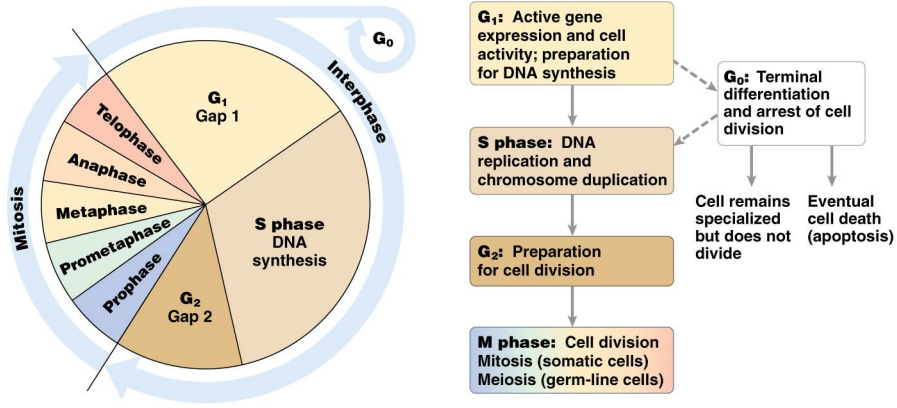 G₀
Interphase
G₁
Gap 1
S phase
DNA
synthesis
G₂
Gap 2
Mitosis
Telophase
Anaphase
Metaphase
Prometaphase
Prophase
G₁: Active gene
expression and cell
activity; preparation
for DNA synthesis
G₀: Terminal
differentiation
and arrest of cell
division
S phase: DNA
replication and
chromosome duplication
Cell remains
specialized
but does not
divide
Eventual
cell death
(apoptosis)
G₂: Preparation
for cell division
M phase: Cell division
Mitosis (somatic cells)
Meiosis (germ-line cells)